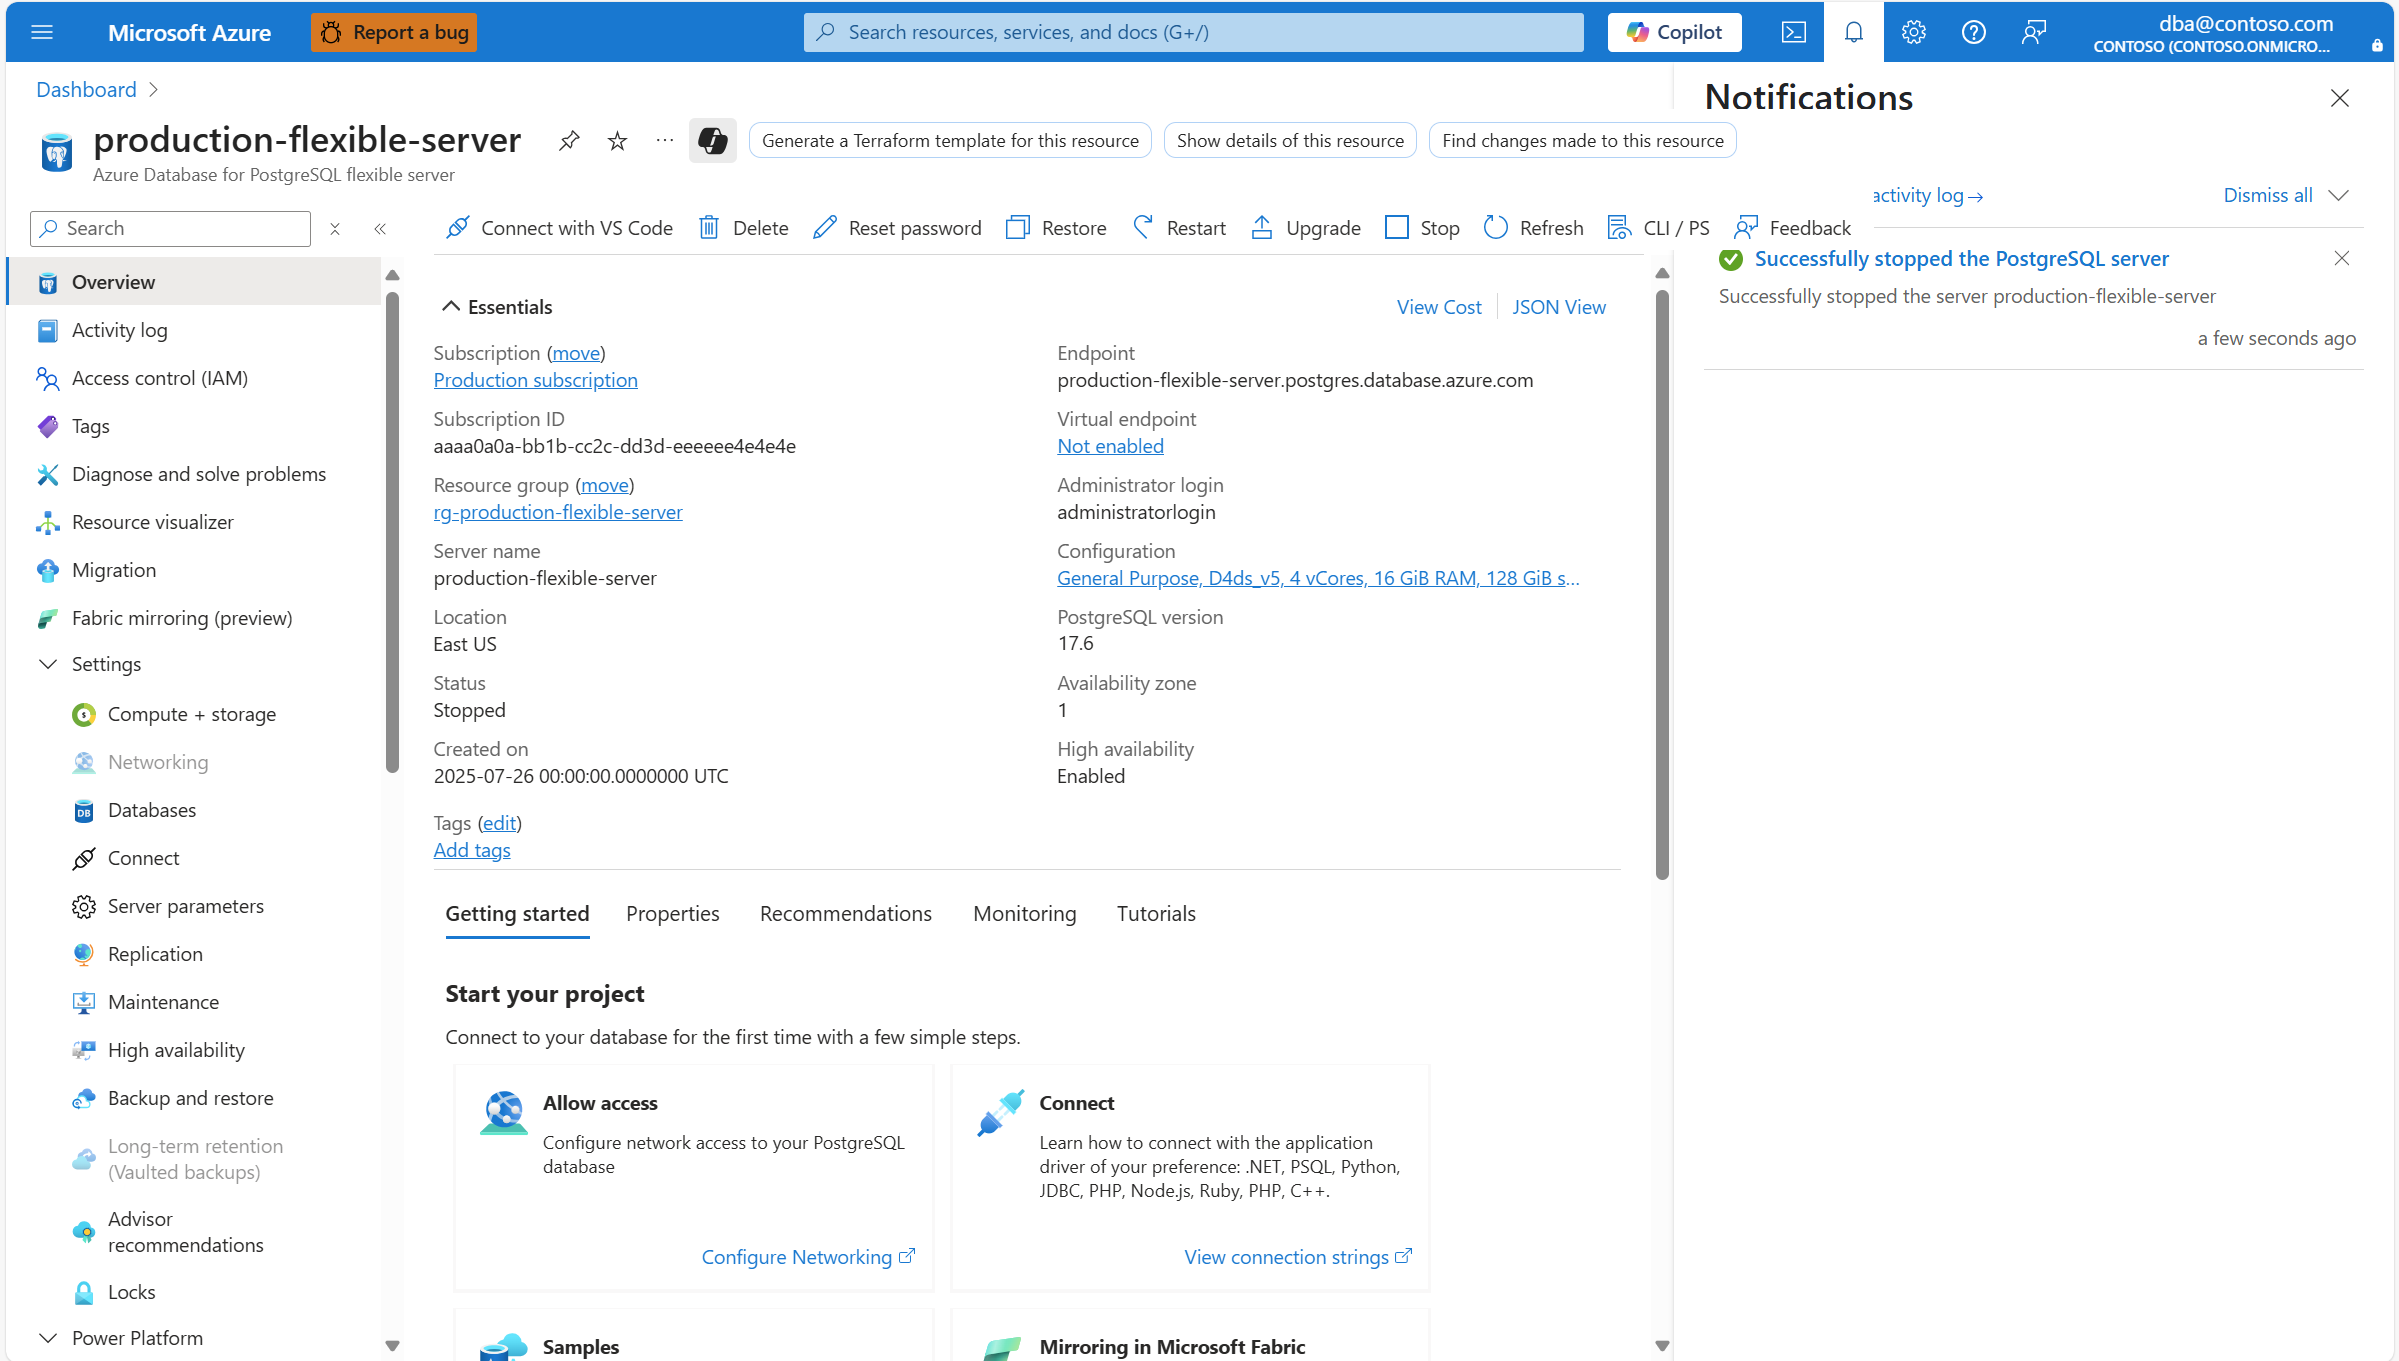 Microsoft Azure
Report a bug
Search resources, services, and docs (G+/)
Copilot
dba@contoso.com
CONTOSO (CONTOSO.ONMICRO...
Dashboard
production-flexible-server
Azure Database for PostgreSQL flexible server
Generate a Terraform template for this resource
Show details of this resource
Find changes made to this resource
Search
Connect with VS Code
Delete
Reset password
Restore
Restart
Upgrade
Stop
Refresh
CLI / PS
Feedback
Overview
Activity log
Access control (IAM)
Tags
Diagnose and solve problems
Resource visualizer
Migration
Fabric mirroring (preview)
Settings
Compute + storage
Networking
Databases
Connect
Server parameters
Replication
Maintenance
High availability
Backup and restore
Long-term retention
(Vaulted backups)
Advisor
recommendations
Locks
Power Platform
Essentials
View Cost
JSON View
Subscription (move)
Production subscription
Subscription ID
aaaa0a0a-bb1b-cc2c-dd3d-eeeeee4e4e4e
Resource group (move)
rg-production-flexible-server
Server name
production-flexible-server
Location
East US
Status
Stopped
Created on
2025-07-26 00:00:00.0000000 UTC
Endpoint
production-flexible-server.postgres.database.azure.com
Virtual endpoint
Not enabled
Administrator login
administratorlogin
Configuration
General Purpose, D4ds_v5, 4 vCores, 16 GiB RAM, 128 GiB s...
PostgreSQL version
17.6
Availability zone
1
High availability
Enabled
Tags (edit)
Add tags
Getting started
Properties
Recommendations
Monitoring
Tutorials
Start your project
Connect to your database for the first time with a few simple steps.
Allow access
Configure network access to your PostgreSQL
database
Configure Networking
Connect
Learn how to connect with the application
driver of your preference: .NET, PSQL, Python,
JDBC, PHP, Node.js, Ruby, PHP, C++.
View connection strings
Samples
Mirroring in Microsoft Fabric
Notifications
activity log→
Dismiss all
Successfully stopped the PostgreSQL server
Successfully stopped the server production-flexible-server
a few seconds ago